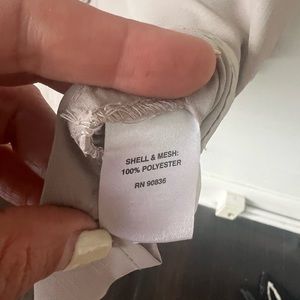 SHELL & MESH:
100% POLYESTER
RN 90836